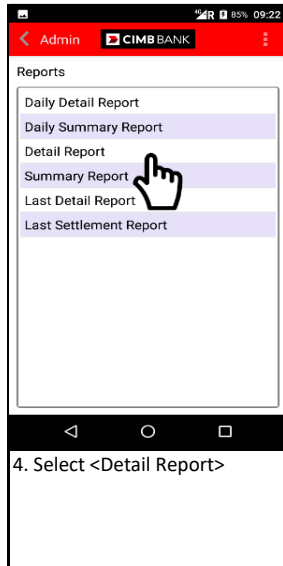 4G R 85% 09:22
Admin CIMB BANK
Reports
Daily Detail Report
Daily Summary Report
Detail Report
Summary Report
Last Detail Report
Last Settlement Report
4. Select <Detail Report>